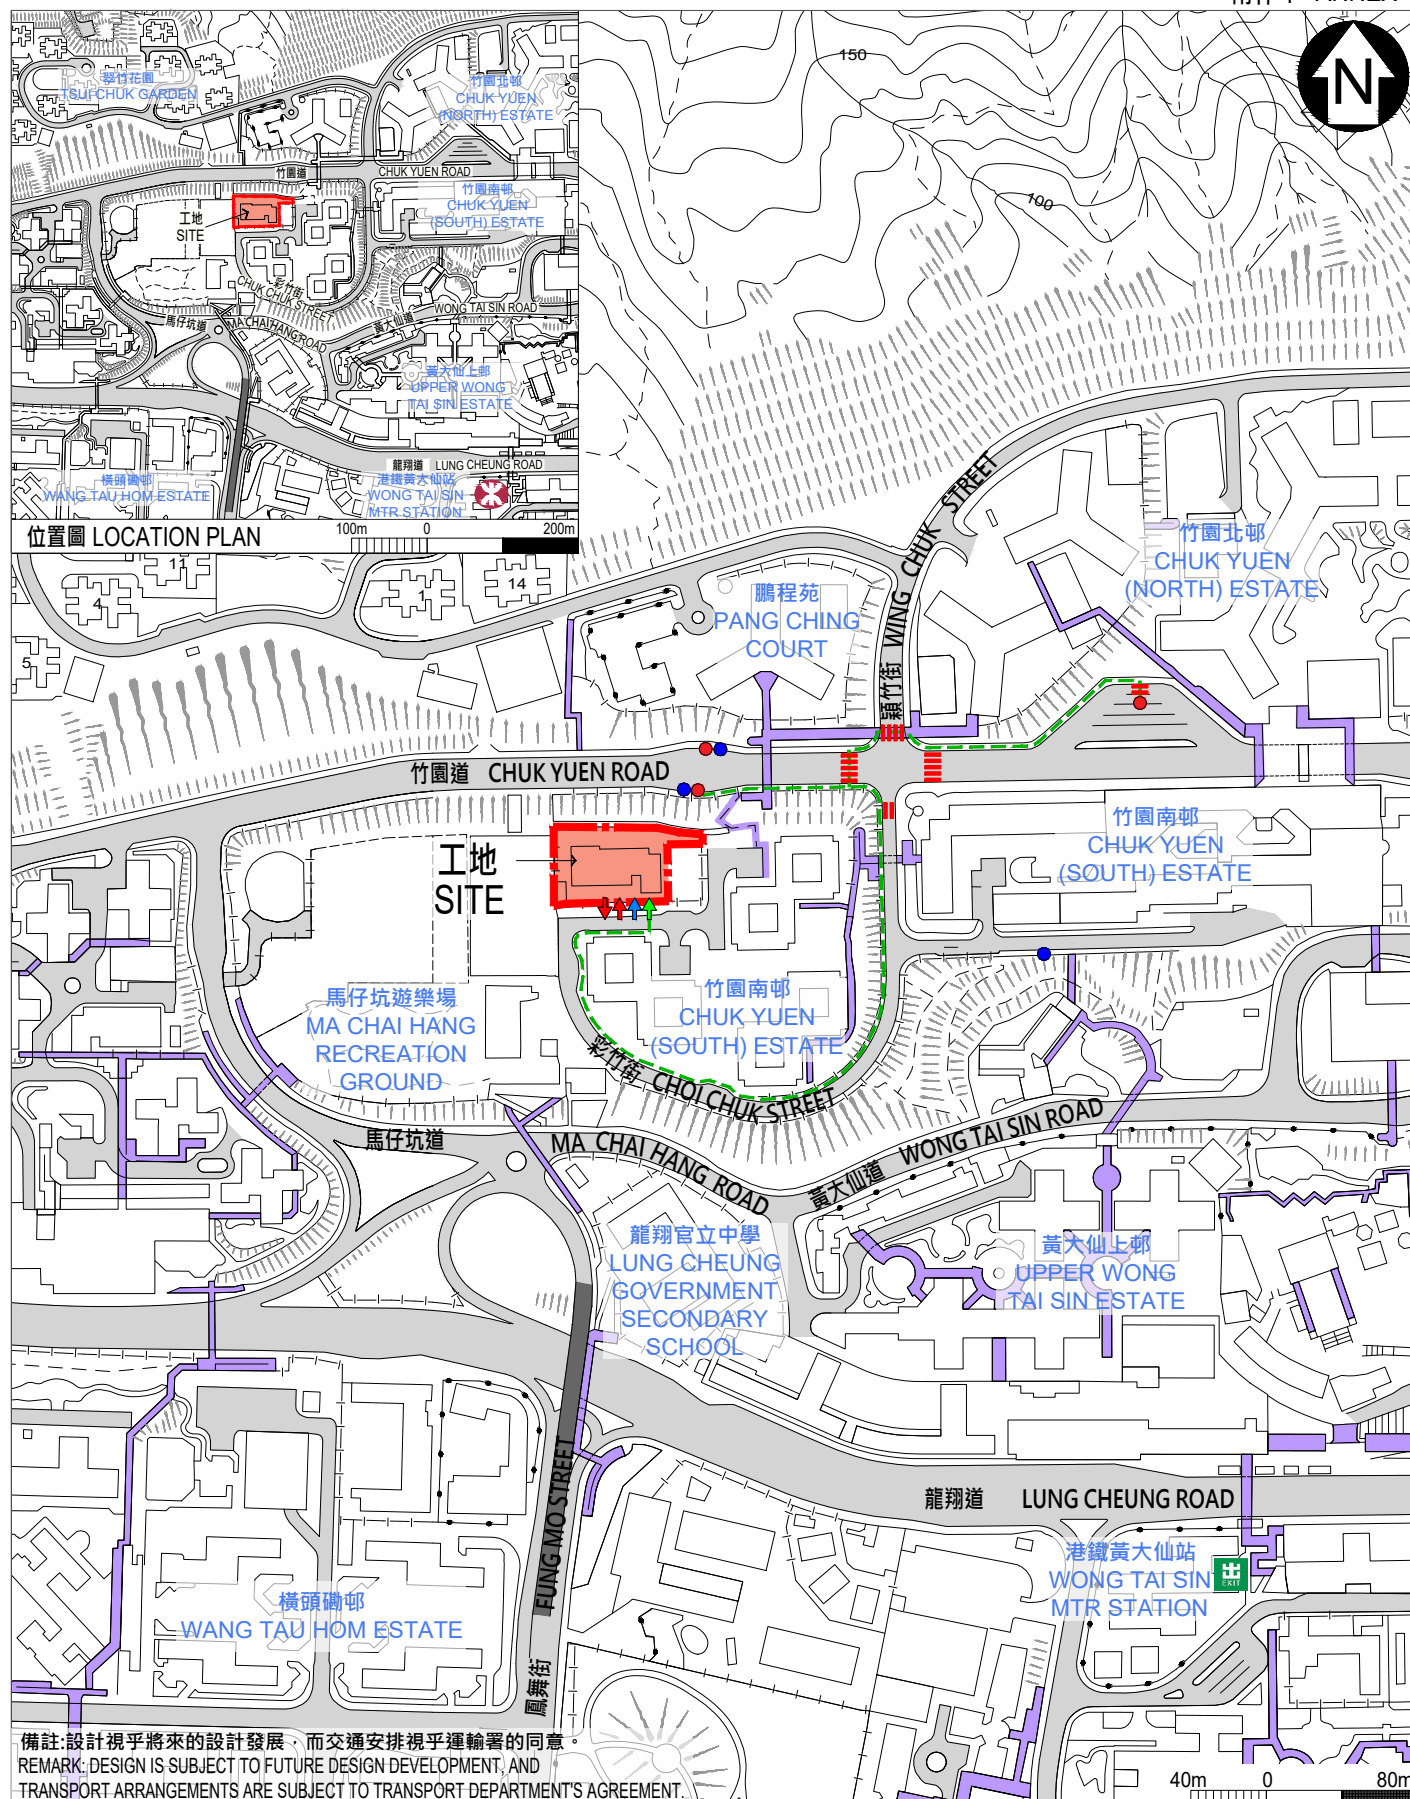 150
100
N
翠竹花園
TSUI CHUK GARDEN
竹園北邨
CHUK YUEN
(NORTH) ESTATE
竹園道
CHUK YUEN ROAD
竹園南邨
CHUK YUEN
(SOUTH) ESTATE
工地
SITE
彩竹街
CHUK CHUK STREET
馬仔坑道
MA CHAI HANG ROAD
黃大仙道
WONG TAI SIN ROAD
黃大仙上邨
UPPER WONG
TAI SIN ESTATE
龍翔道 LUNG CHEUNG ROAD
橫頭磡邨
WANG TAU HOM ESTATE
港鐵黃大仙站
WONG TAI SIN
MTR STATION
位置圖 LOCATION PLAN
100m 0 200m
11
4
1
14
5
鵬程苑
PANG CHING
COURT
穎竹街 WING CHUK STREET
竹園北邨
CHUK YUEN
(NORTH) ESTATE
竹園道 CHUK YUEN ROAD
竹園南邨
CHUK YUEN
(SOUTH) ESTATE
工地
SITE
馬仔坑遊樂場
MA CHAI HANG
RECREATION
GROUND
竹園南邨
CHUK YUEN
(SOUTH) ESTATE
彩竹街 CHOI CHUK STREET
馬仔坑道
MA CHAI HANG ROAD
黃大仙道 WONG TAI SIN ROAD
龍翔官立中學
LUNG CHEUNG
GOVERNMENT
SECONDARY
SCHOOL
黃大仙上邨
UPPER WONG
TAI SIN ESTATE
龍翔道 LUNG CHEUNG ROAD
港鐵黃大仙站
WONG TAI SIN
MTR STATION
出
EXIT
橫頭磡邨
WANG TAU HOM ESTATE
FUNG MO STREET
鳳舞街
備註:設計視乎將來的設計發展，而交通安排視乎運輸署的同意。
REMARK: DESIGN IS SUBJECT TO FUTURE DESIGN DEVELOPMENT, AND
TRANSPORT ARRANGEMENTS ARE SUBJECT TO TRANSPORT DEPARTMENT'S AGREEMENT.
40m 0 80m